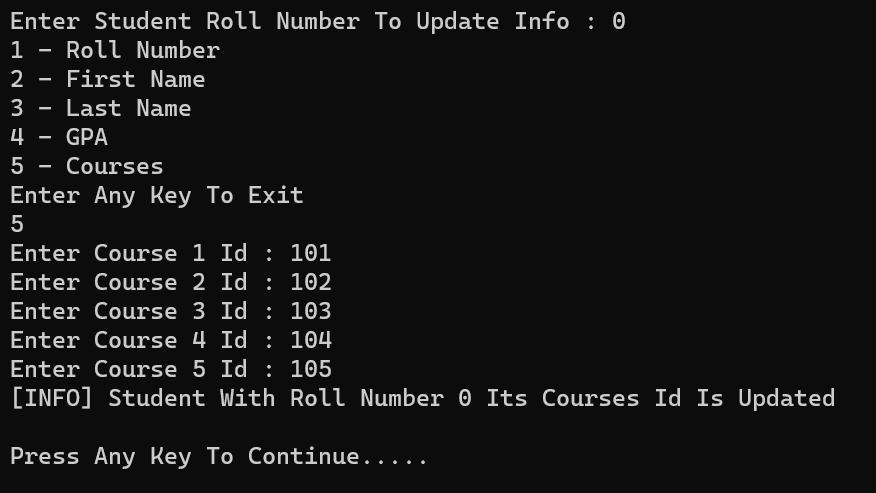 Enter Student Roll Number To Update Info : 0
1 - Roll Number
2 - First Name
3 - Last Name
4 - GPA
5 - Courses
Enter Any Key To Exit
5
Enter Course 1 Id : 101
Enter Course 2 Id : 102
Enter Course 3 Id : 103
Enter Course 4 Id : 104
Enter Course 5 Id : 105
[INFO] Student With Roll Number 0 Its Courses Id Is Updated
Press Any Key To Continue.....